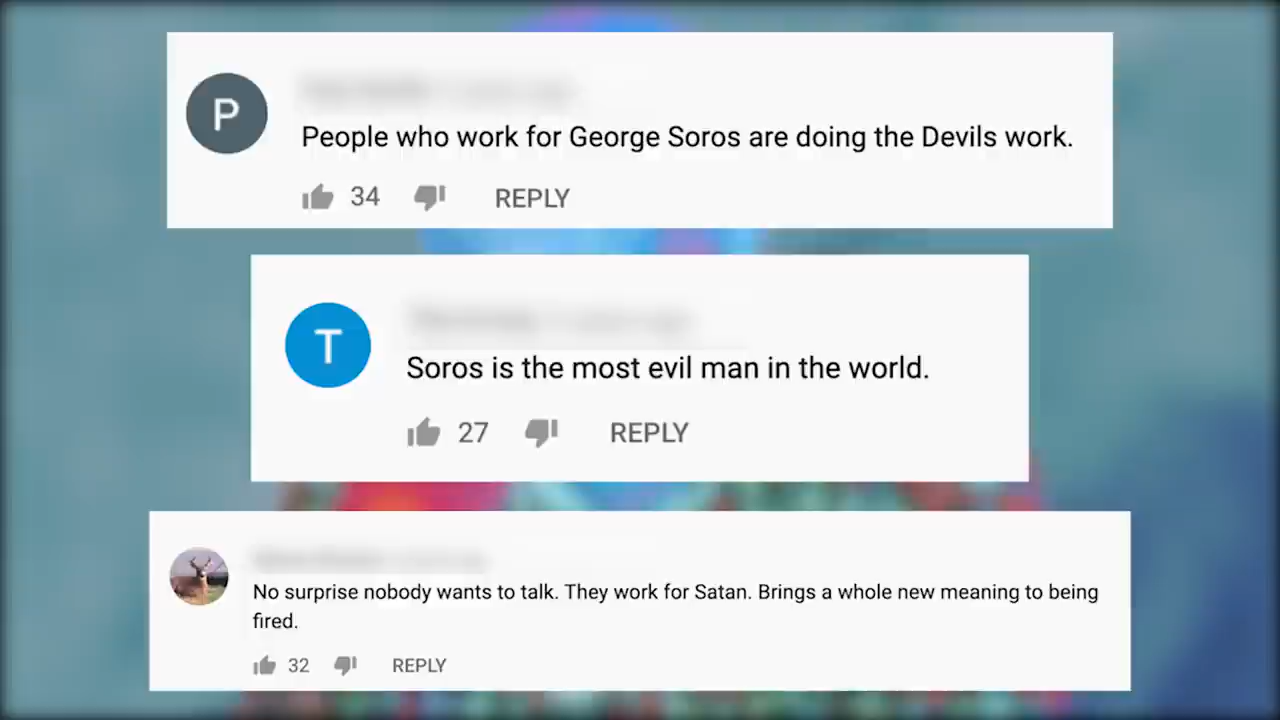 P
People who work for George Soros are doing the Devils work.
34 REPLY
T
Soros is the most evil man in the world.
27 REPLY
No surprise nobody wants to talk. They work for Satan. Brings a whole new meaning to being
fired.
32 REPLY